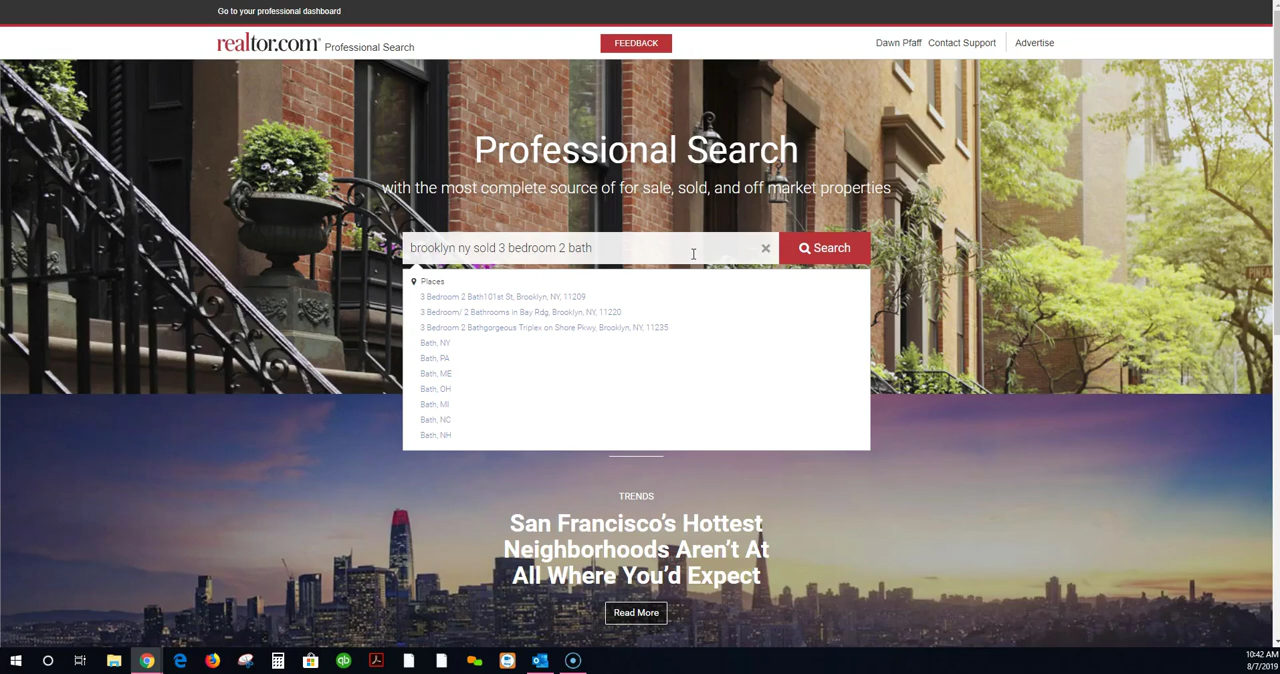 Go to your professional dashboard
realtor.com® Professional Search
FEEDBACK
Dawn Pfaff Contact Support Advertise
Professional Search
with the most complete source of for sale, sold, and off market properties
brooklyn ny sold 3 bedroom 2 bath
Search
Places
3 Bedroom 2 Bath101st St, Brooklyn, NY, 11209
3 Bedroom/ 2 Bathrooms In Bay Rdg, Brooklyn, NY, 11220
3 Bedroom 2 Bathgorgeous Triplex on Shore Pkwy, Brooklyn, NY, 11235
Bath, NY
Bath, PA
Bath, ME
Bath, OH
Bath, MI
Bath, NC
Bath, NH
TRENDS
San Francisco's Hottest
Neighborhoods Aren't At
All Where You'd Expect
Read More
10:42 AM
8/7/2019